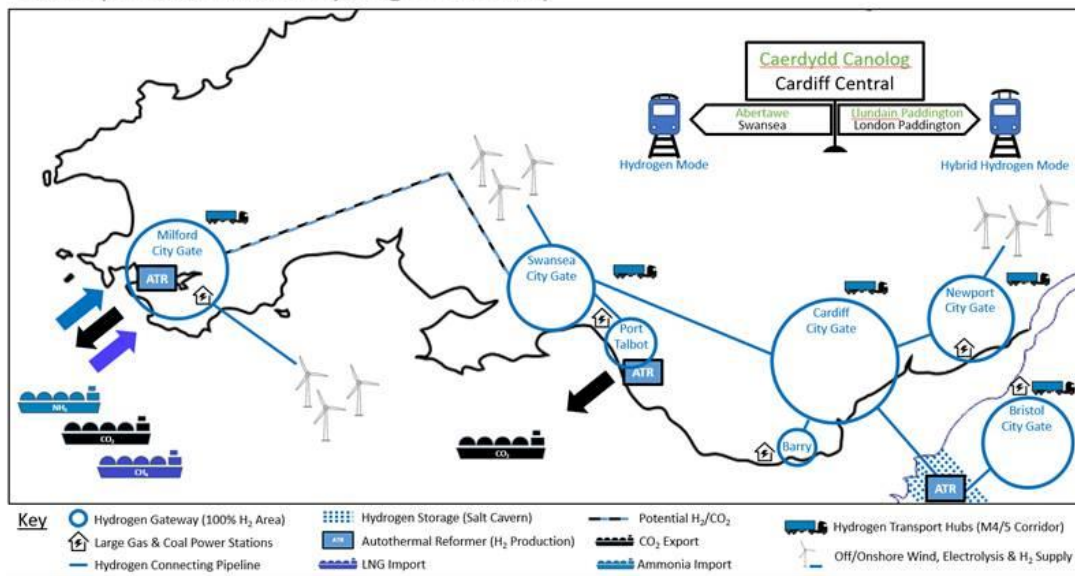 Caerdydd Canolog
Cardiff Central
Abertawe
Swansea
Llundain Paddington
London Paddington
Hydrogen Mode
Hybrid Hydrogen Mode
Milford
City Gate
ATR
Swansea
City Gate
Port
Talbot
ATR
Cardiff
City Gate
Newport
City Gate
Bristol
City Gate
Barry
ATR
NH₃
CO₂
CH₄
CO₂
Key
Hydrogen Gateway (100% H₂ Area)
Large Gas & Coal Power Stations
Hydrogen Connecting Pipeline
Hydrogen Storage (Salt Cavern)
ATR
Autothermal Reformer (H₂ Production)
LNG Import
Potential H₂/CO₂
CO₂ Export
Ammonia Import
Hydrogen Transport Hubs (M4/5 Corridor)
Off/Onshore Wind, Electrolysis & H₂ Supply